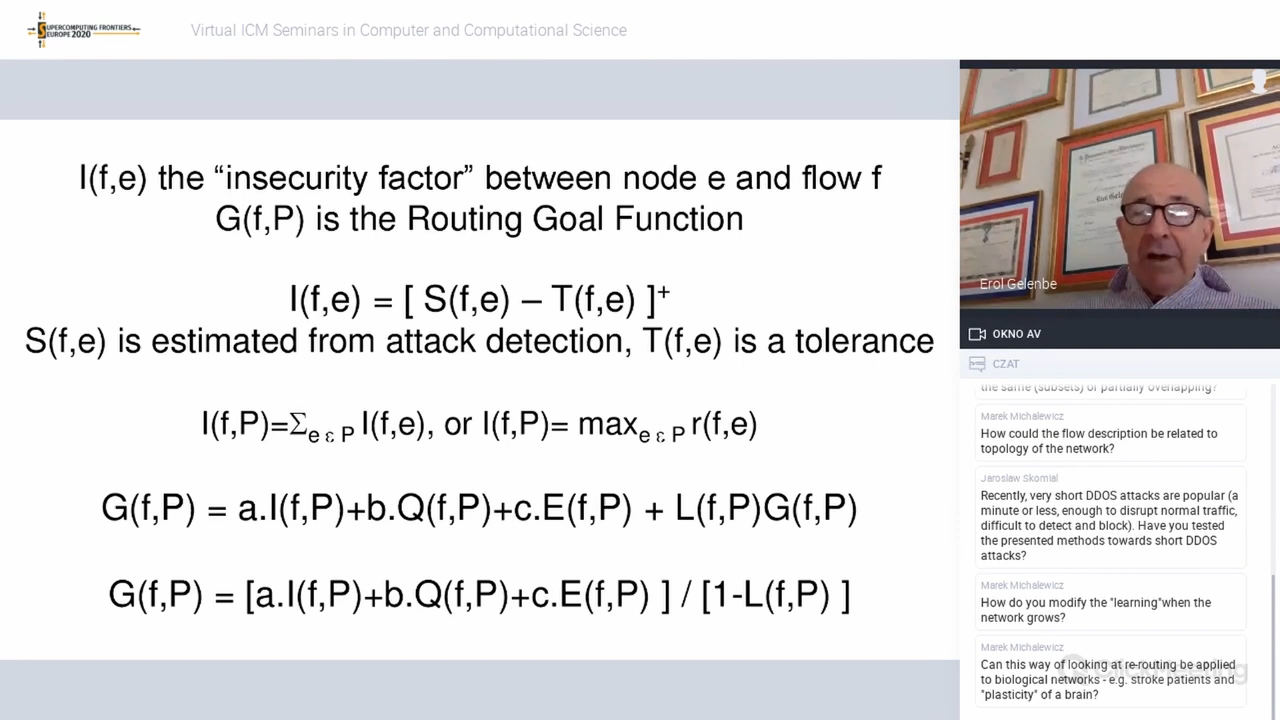 SUPERCOMPUTING FRONTIERS
EUROPE 2020
Virtual ICM Seminars in Computer and Computational Science
I(f,e) the “insecurity factor” between node e and flow f
G(f,P) is the Routing Goal Function
I(f,e) = [ S(f,e) – T(f,e) ]⁺
S(f,e) is estimated from attack detection, T(f,e) is a tolerance
I(f,P)=Σe ε P I(f,e), or I(f,P)= maxe ε P r(f,e)
G(f,P) = a.I(f,P)+b.Q(f,P)+c.E(f,P) + L(f,P)G(f,P)
G(f,P) = [a.I(f,P)+b.Q(f,P)+c.E(f,P) ] / [1-L(f,P) ]
Erol Gelenbe
OKNO AV
CZAT
the same (subsets) or partially overlapping?
Marek Michalewicz
How could the flow description be related to
topology of the network?
Jaroslaw Skomial
Recently, very short DDOS attacks are popular (a
minute or less, enough to disrupt normal traffic,
difficult to detect and block). Have you tested
the presented methods towards short DDOS
attacks?
Marek Michalewicz
How do you modify the "learning"when the
network grows?
Marek Michalewicz
Can this way of looking at re-routing be applied
to biological networks - e.g. stroke patients and
"plasticity" of a brain?
ClickMeeting